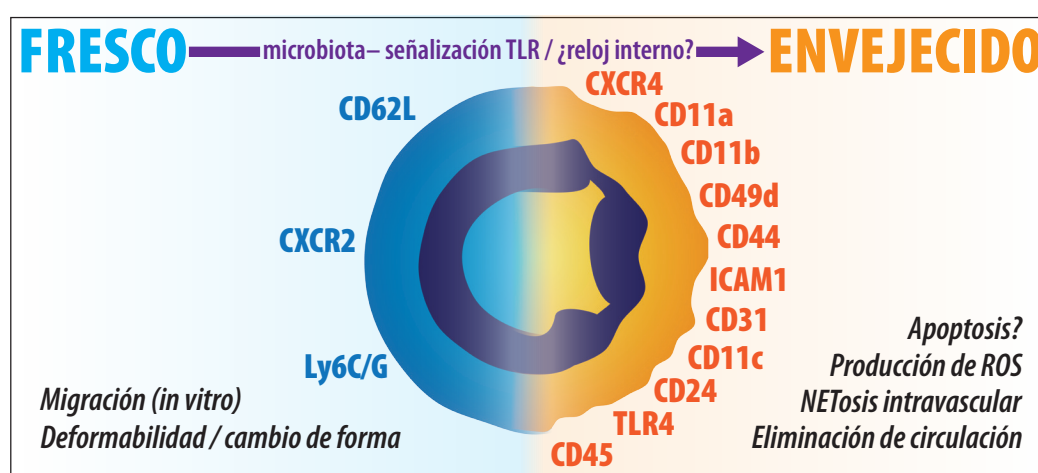 FRESCO microbiota– señalización TLR / ¿reloj interno? ENVEJECIDO
CD62L
CXCR2
Ly6C/G
Migración (in vitro)
Deformabilidad / cambio de forma
CXCR4
CD11a
CD11b
CD49d
CD44
ICAM1
CD31
CD11c
CD24
TLR4
CD45
Apoptosis?
Producción de ROS
NETosis intravascular
Eliminación de circulación